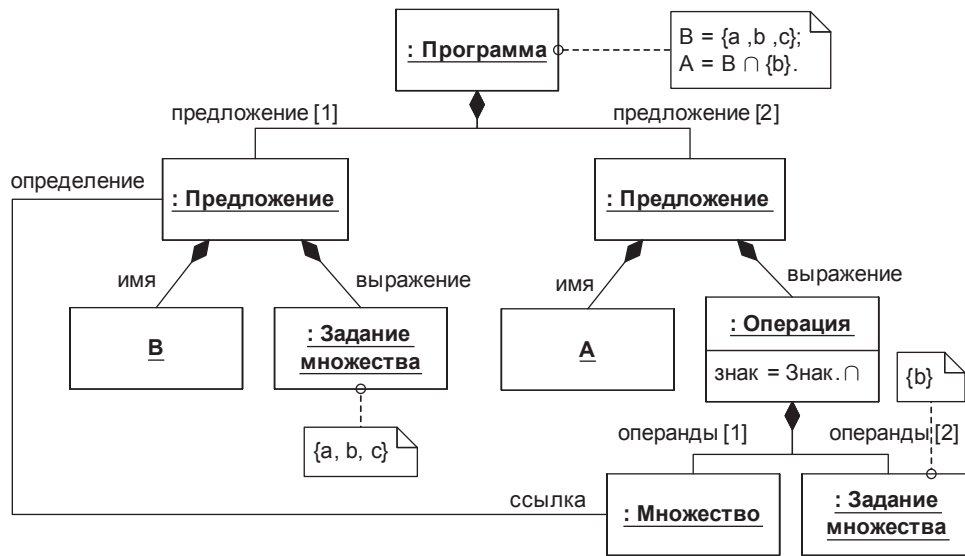 : Программа
B = {a ,b ,c};
A = B ∩ {b}.
предложение [1]
предложение [2]
определение
: Предложение
: Предложение
имя
выражение
имя
выражение
B
: Задание
множества
A
: Операция
знак = Знак.∩
{b}
{a, b, c}
операнды [1]
операнды [2]
ссылка
: Множество
: Задание
множества